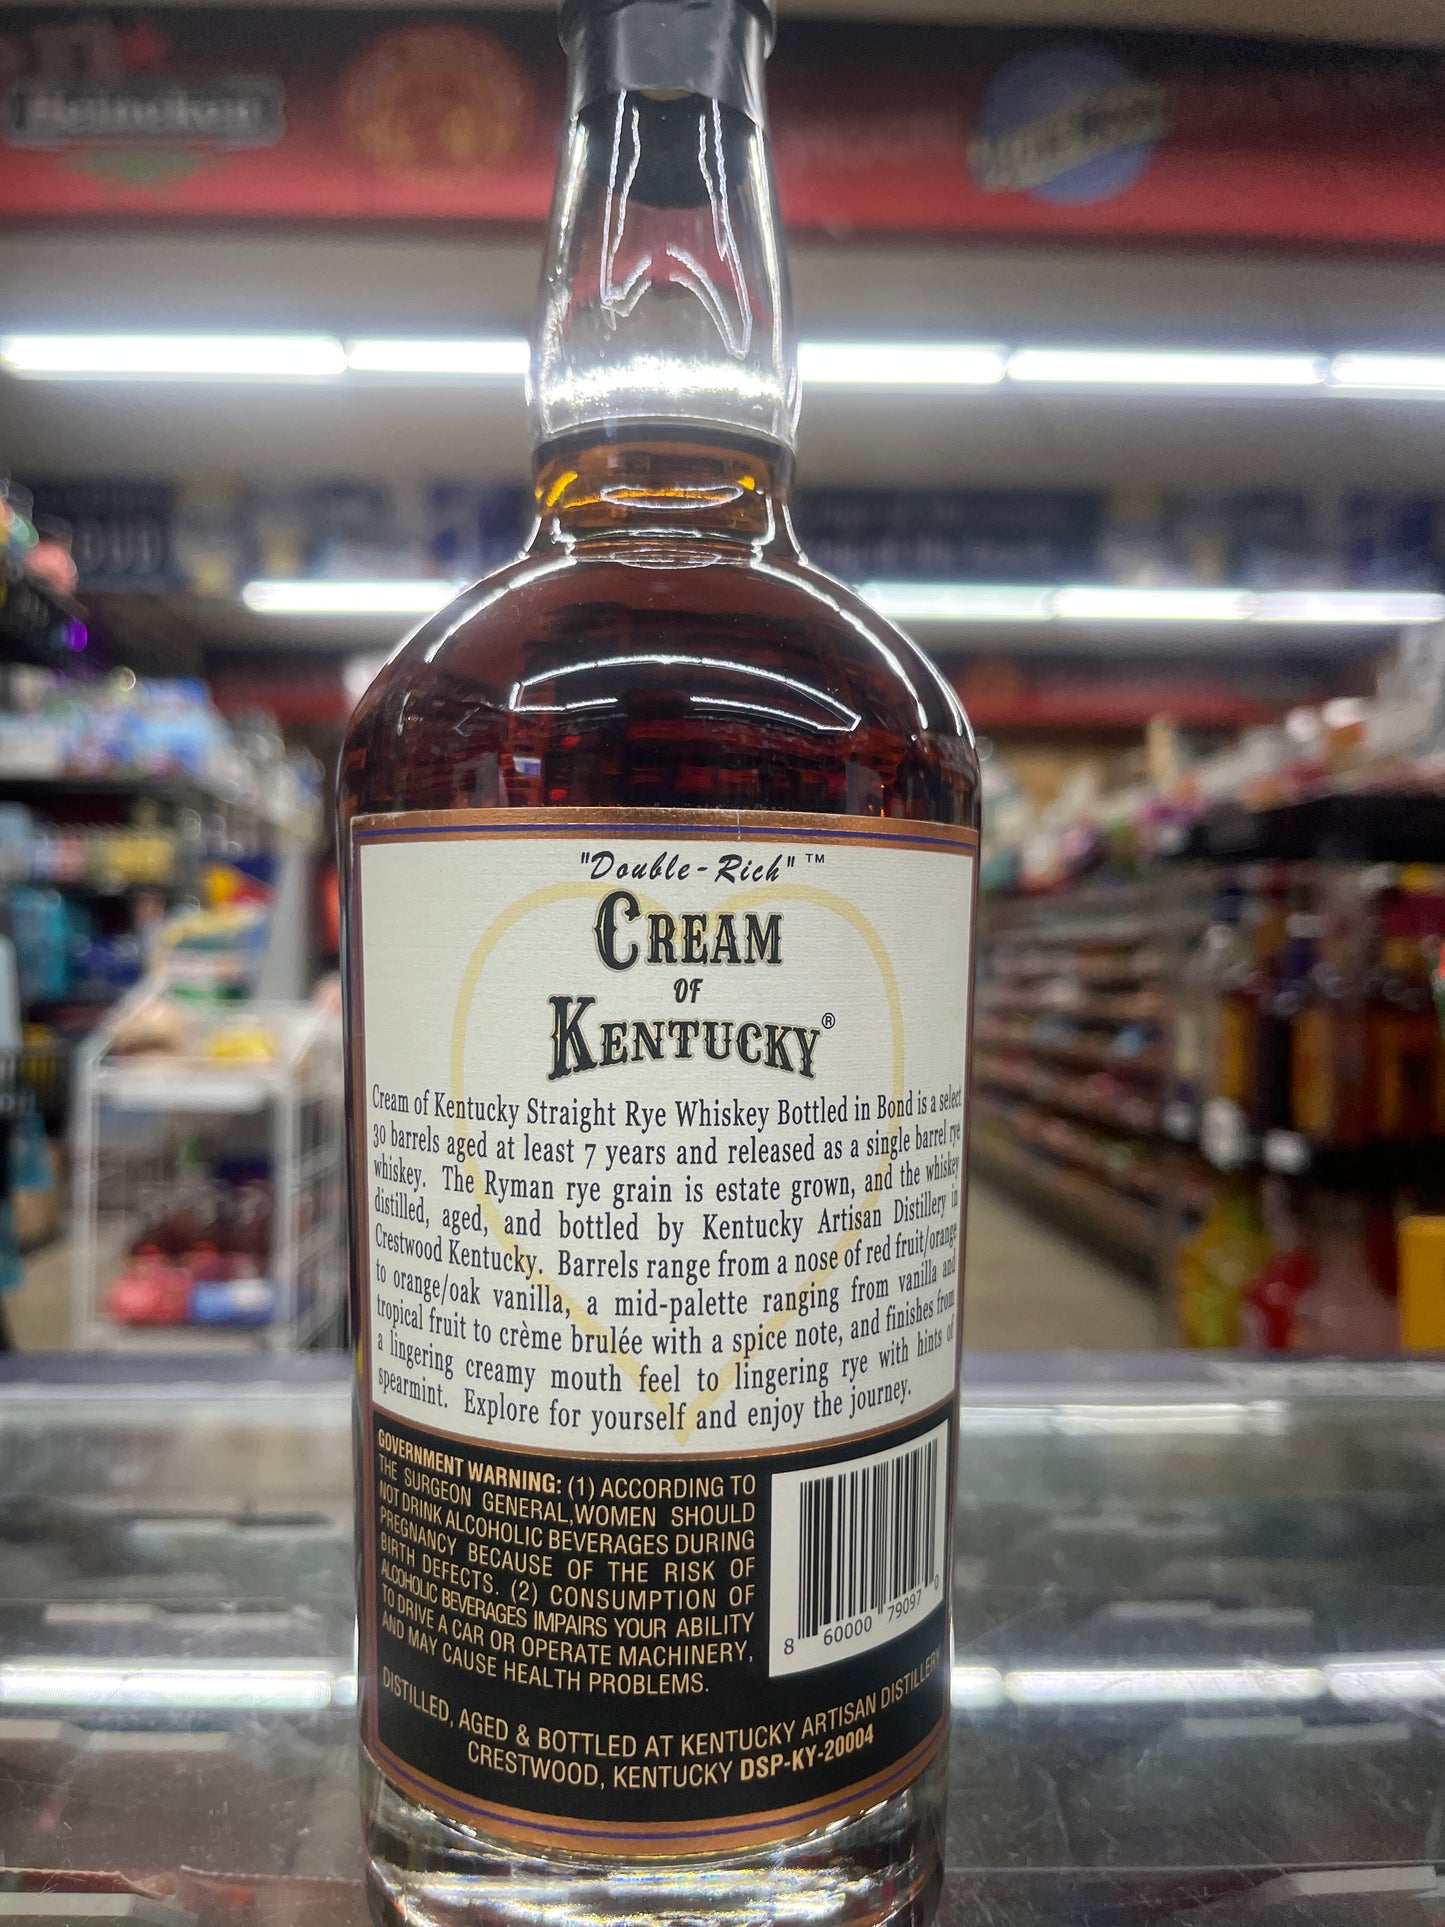 Heineken
"Double-Rich" ™
CREAM
OF
KENTUCKY®
Cream of Kentucky Straight Rye Whiskey Bottled in Bond is a select
30 barrels aged at least 7 years and released as a single barrel rye
whiskey. The Ryman rye grain is estate grown, and the whiskey
distilled, aged, and bottled by Kentucky Artisan Distillery in
Crestwood Kentucky. Barrels range from a nose of red fruit/orange
to orange/oak vanilla, a mid-palette ranging from vanilla and
tropical fruit to crème brulée with a spice note, and finishes from
a lingering creamy mouth feel to lingering rye with hints of
spearmint. Explore for yourself and enjoy the journey.
GOVERNMENT WARNING: (1) ACCORDING TO
THE SURGEON GENERAL,WOMEN SHOULD
NOT DRINK ALCOHOLIC BEVERAGES DURING
PREGNANCY BECAUSE OF THE RISK OF
BIRTH DEFECTS. (2) CONSUMPTION OF
ALCOHOLIC BEVERAGES IMPAIRS YOUR ABILITY
TO DRIVE A CAR OR OPERATE MACHINERY,
AND MAY CAUSE HEALTH PROBLEMS.
8 60000 79097 0
DISTILLED, AGED & BOTTLED AT KENTUCKY ARTISAN DISTILLERY
CRESTWOOD, KENTUCKY DSP-KY-20004